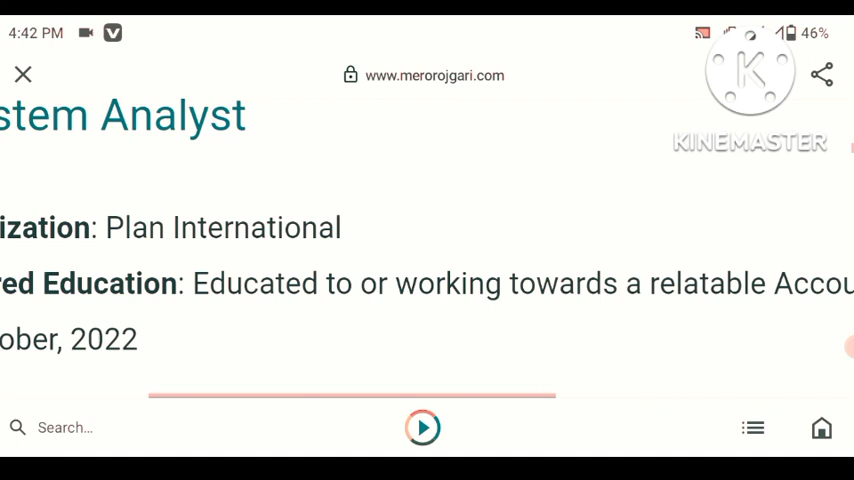 4:42 PM
46%
www.merorojgari.com
KINEMASTER
stem Analyst
ization: Plan International
red Education: Educated to or working towards a relatable Accou
ober, 2022
Search...